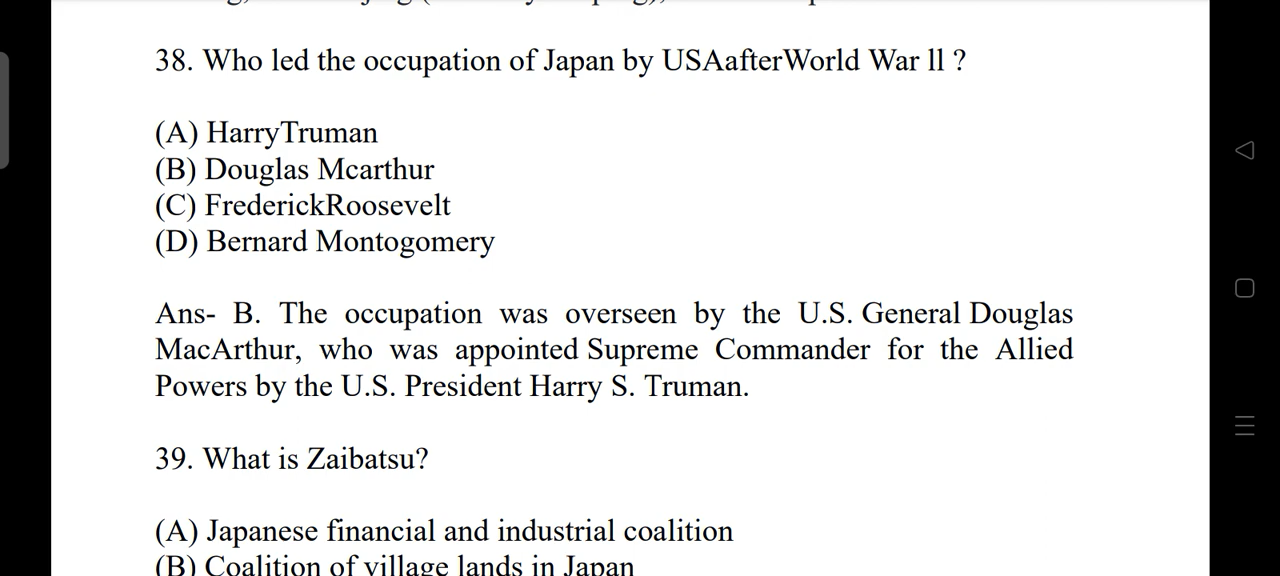 38. Who led the occupation of Japan by USAafterWorld War ll ?
(A) HarryTruman
(B) Douglas Mcarthur
(C) FrederickRoosevelt
(D) Bernard Montogomery
Ans- B. The occupation was overseen by the U.S. General Douglas
MacArthur, who was appointed Supreme Commander for the Allied
Powers by the U.S. President Harry S. Truman.
39. What is Zaibatsu?
(A) Japanese financial and industrial coalition
(B) Coalition of village lands in Japan